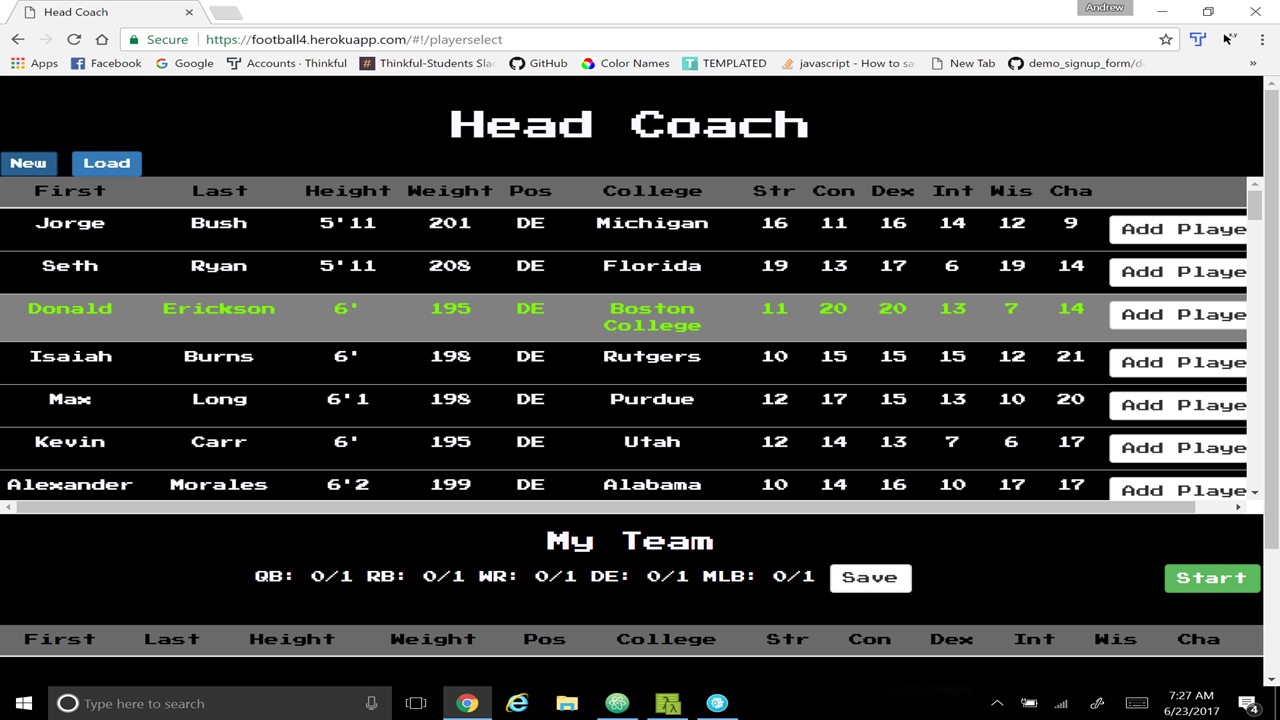 Head Coach
Andrew
Secure https://football4.herokuapp.com/#!/playerselect
Apps Facebook Google Accounts · Thinkful Thinkful-Students Slac Color Names TEMPLATED javascript - How to sa New Tab demo_signup_form/d
GitHub
Head Coach
New Load
First Last Height Weight Pos College Str Con Dex Int Wis Cha
Jorge Bush 5'11 201 DE Michigan 16 11 16 14 12 9 Add Playe
Seth Ryan 5'11 208 DE Florida 19 13 17 6 19 14 Add Playe
Donald Erickson 6' 195 DE Boston College 11 20 20 13 7 14 Add Playe
Isaiah Burns 6' 198 DE Rutgers 10 15 15 15 12 21 Add Playe
Max Long 6'1 198 DE Purdue 12 17 15 13 10 20 Add Playe
Kevin Carr 6' 195 DE Utah 12 14 13 7 6 17 Add Playe
Alexander Morales 6'2 199 DE Alabama 10 14 16 10 17 17 Add Playe
My Team
QB: 0/1 RB: 0/1 WR: 0/1 DE: 0/1 MLB: 0/1 Save Start
First Last Height Weight Pos College Str Con Dex Int Wis Cha
Type here to search
7:27 AM
6/23/2017
4